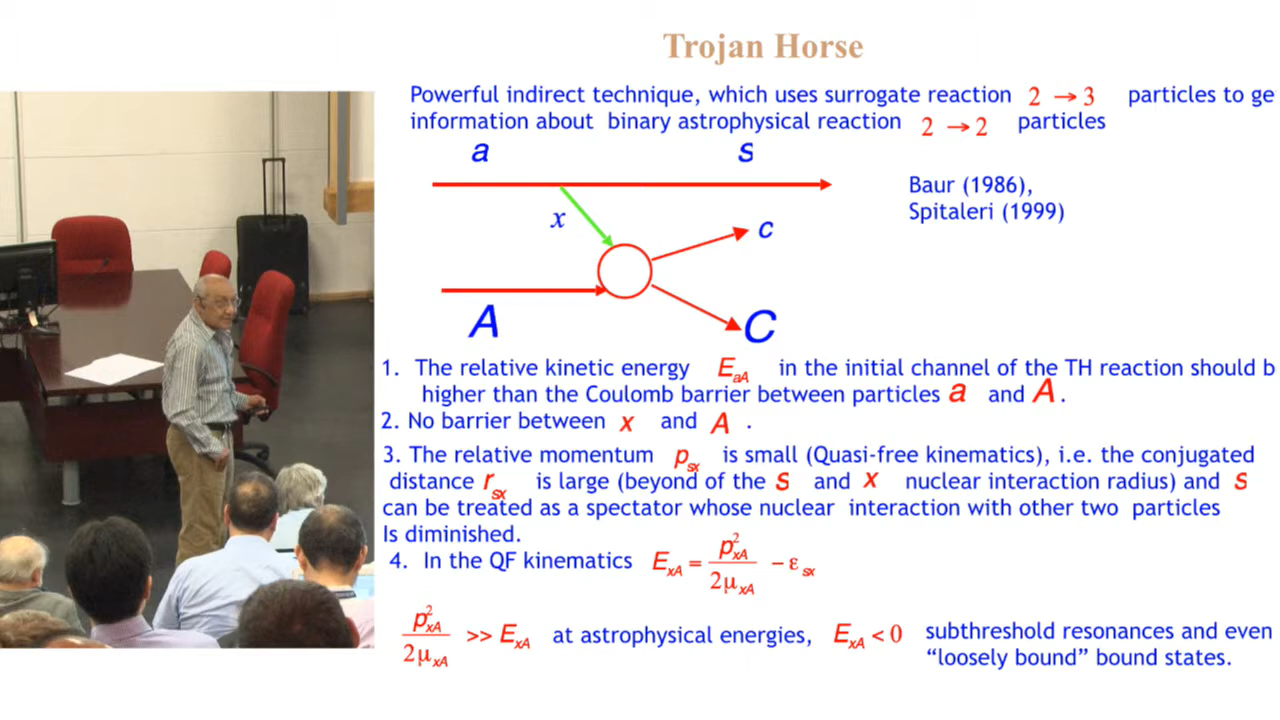 Trojan Horse
Powerful indirect technique, which uses surrogate reaction 2 → 3 particles to ge
information about binary astrophysical reaction 2 → 2 particles
a s
Baur (1986),
Spitaleri (1999)
x
c
A
C
1. The relative kinetic energy E_aA in the initial channel of the TH reaction should b
higher than the Coulomb barrier between particles a and A.
2. No barrier between x and A .
3. The relative momentum p_sx is small (Quasi-free kinematics), i.e. the conjugated
distance r_sx is large (beyond of the s and x nuclear interaction radius) and s
can be treated as a spectator whose nuclear interaction with other two particles
Is diminished.
4. In the QF kinematics E_xA = p²_xA / 2μ_xA − ε_sx
p²_xA / 2μ_xA >> E_xA at astrophysical energies, E_xA < 0 subthreshold resonances and even
“loosely bound” bound states.